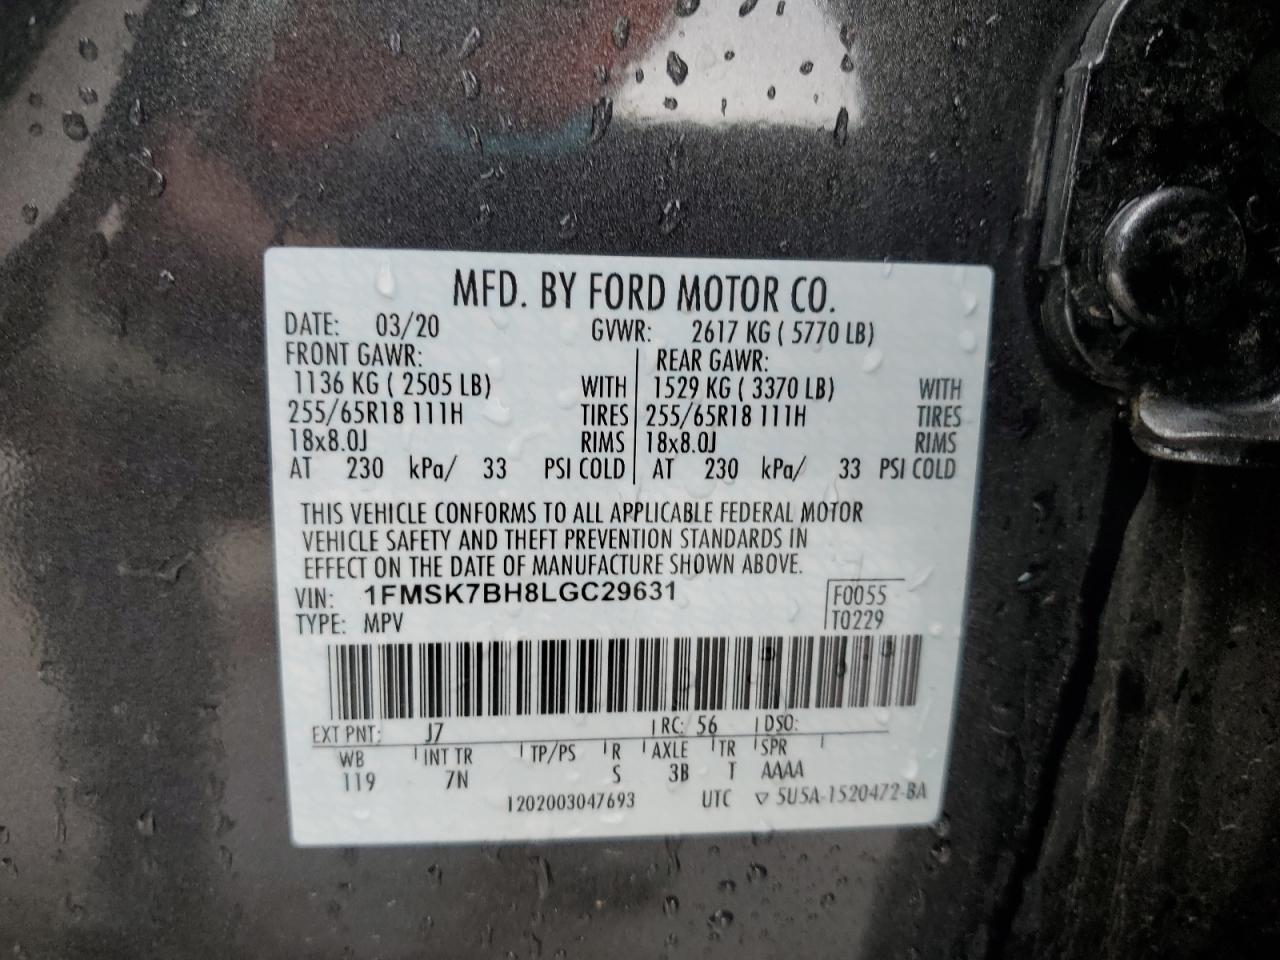 MFD. BY FORD MOTOR CO.
DATE: 03/20 GVWR: 2617 KG ( 5770 LB)
FRONT GAWR: REAR GAWR:
1136 KG ( 2505 LB) WITH 1529 KG ( 3370 LB) WITH
255/65R18 111H TIRES 255/65R18 111H TIRES
18x8.0J RIMS 18x8.0J RIMS
AT 230 kPa/ 33 PSI COLD AT 230 kPa/ 33 PSI COLD
THIS VEHICLE CONFORMS TO ALL APPLICABLE FEDERAL MOTOR
VEHICLE SAFETY AND THEFT PREVENTION STANDARDS IN
EFFECT ON THE DATE OF MANUFACTURE SHOWN ABOVE.
VIN: 1FMSK7BH8LGC29631 F0055
TYPE: MPV T0229
EXT PNT: J7 RC: 56 DSO:
WB INT TR TP/PS R AXLE TR SPR
119 7N S 3B T AAAA
1202003047693 UTC ▽ 5U5A-1520472-BA